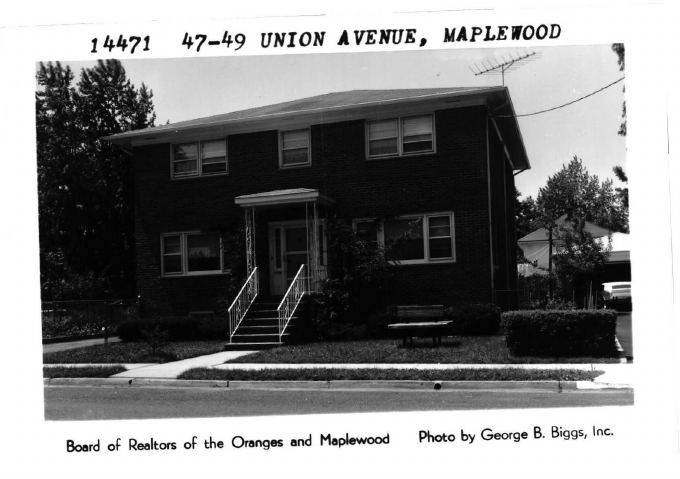 14471 47-49 UNION AVENUE, MAPLEWOOD
Board of Realtors of the Oranges and Maplewood Photo by George B. Biggs, Inc.